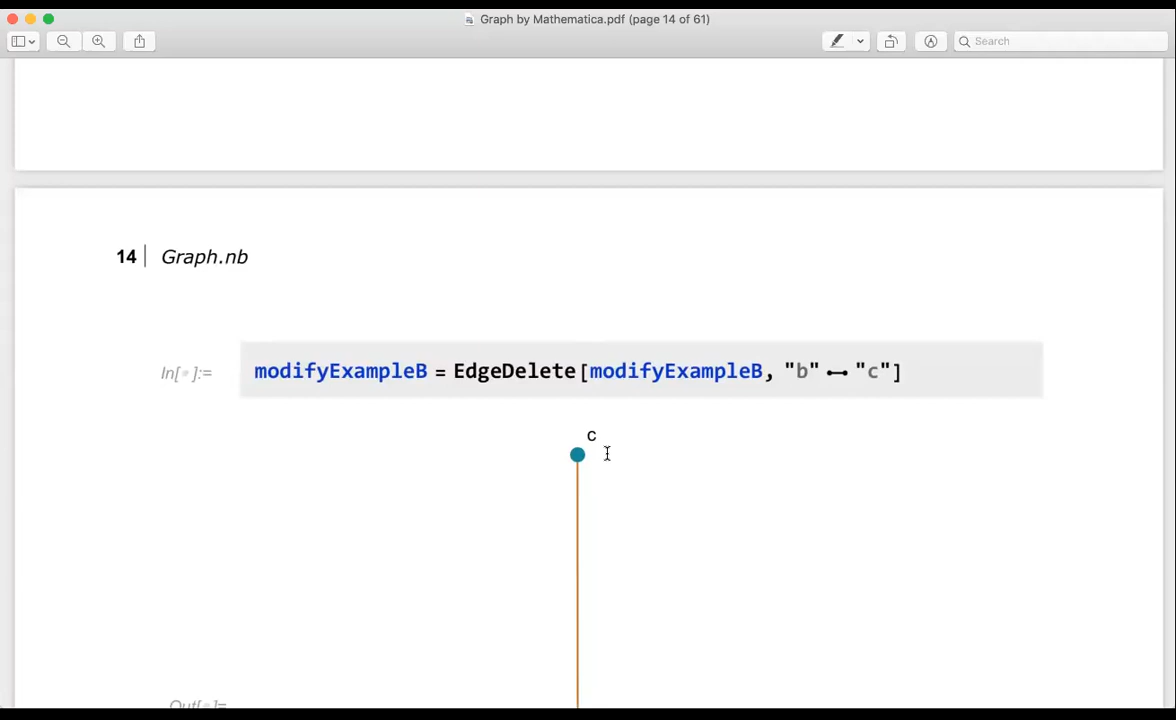 Graph by Mathematica.pdf (page 14 of 61)
Search
14 | Graph.nb
In[ ]:= modifyExampleB = EdgeDelete[modifyExampleB, "b" ↔ "c"]
c
Out[ ]=